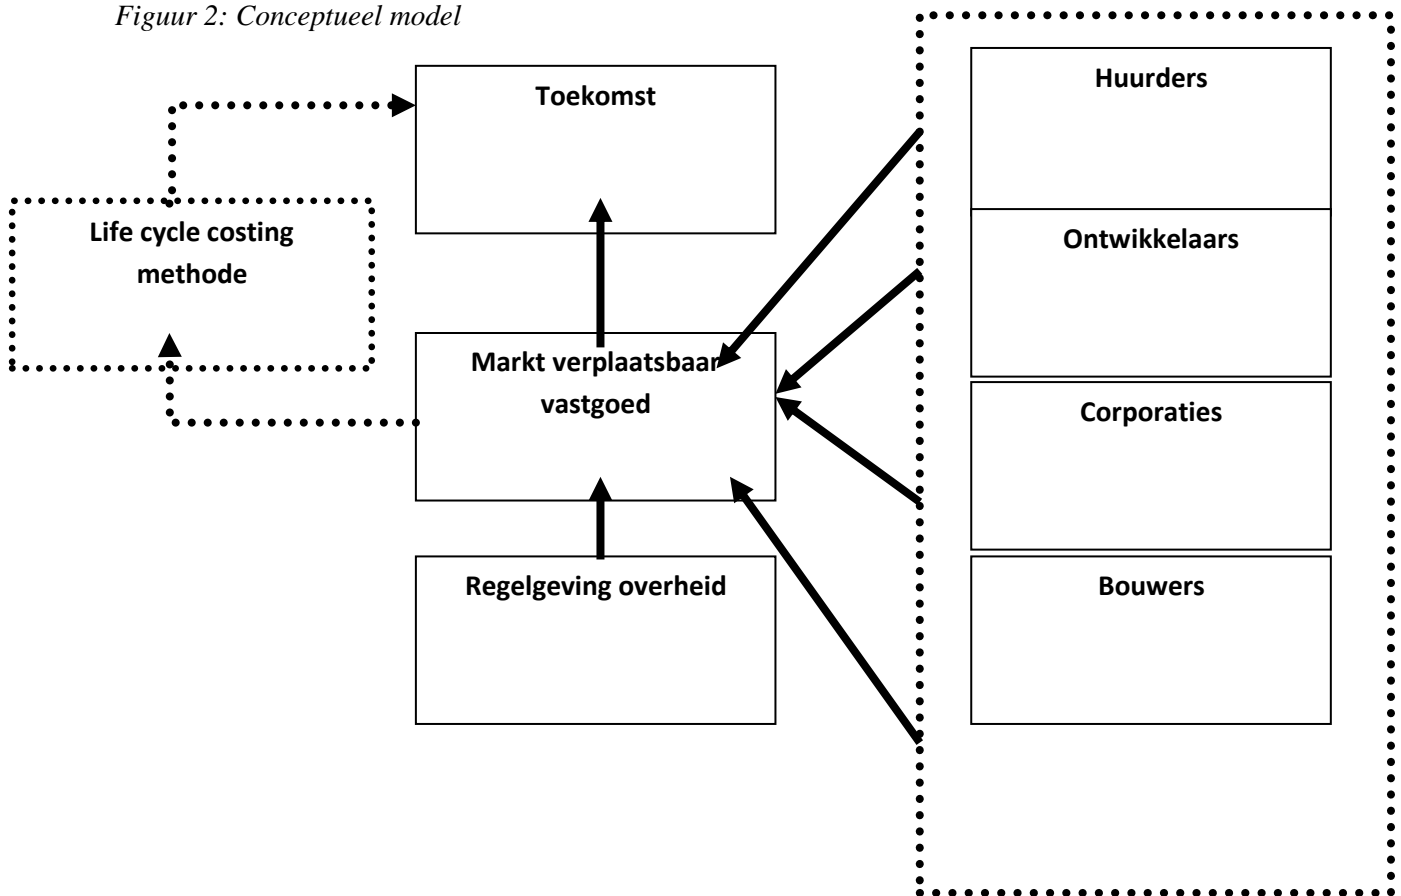 Figuur 2: Conceptueel model
Toekomst
Life cycle costing
methode
Markt verplaatsbaar
vastgoed
Regelgeving overheid
Huurders
Ontwikkelaars
Corporaties
Bouwers